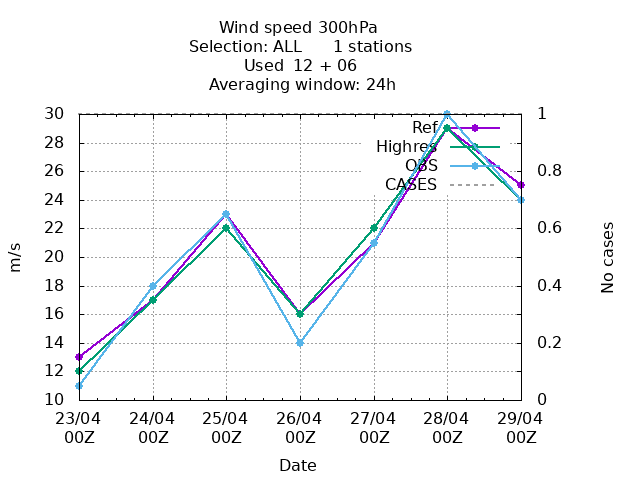 Wind speed 300hPa
Selection: ALL 1 stations
Used 12 + 06
Averaging window: 24h
30
28
26
24
22
20
18
16
14
12
10
1
0.8
0.6
0.4
0.2
0
Ref
Highres
OBS
CASES
m/s
No cases
23/04 24/04 25/04 26/04 27/04 28/04 29/04
00Z 00Z 00Z 00Z 00Z 00Z 00Z
Date